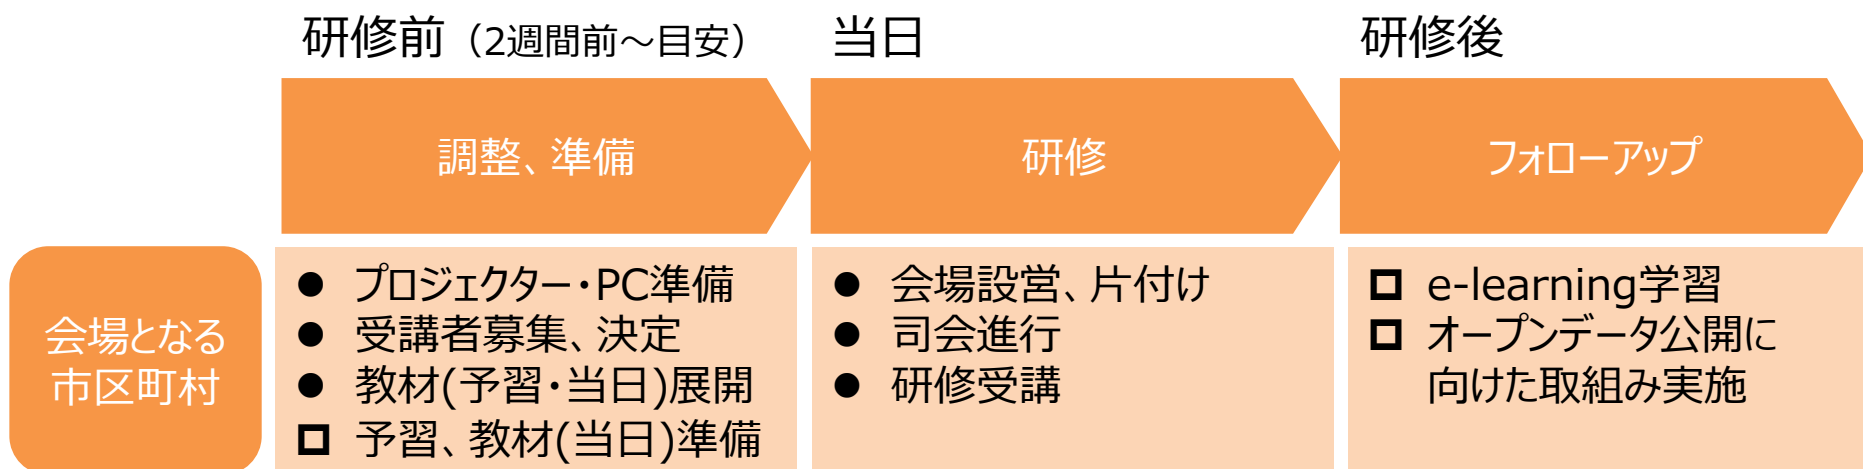 研修前（2週間前～目安）
当日
研修後
調整、準備
研修
フォローアップ
会場となる
市区町村
● プロジェクター・PC準備
● 受講者募集、決定
● 教材(予習・当日)展開
□ 予習、教材(当日)準備
● 会場設営、片付け
● 司会進行
● 研修受講
□ e-learning学習
□ オープンデータ公開に
向けた取組み実施